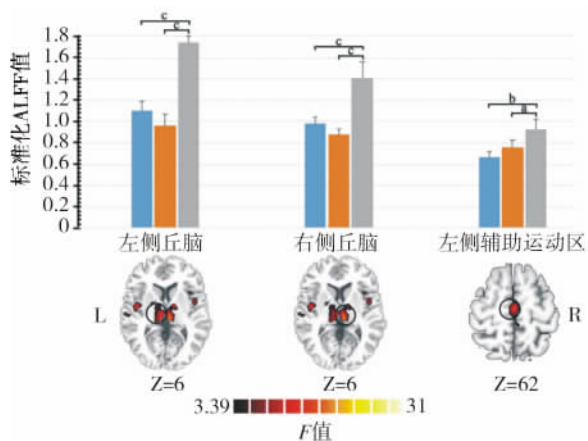 标准化ALFF值
1.8
1.6
1.4
1.2
1.0
0.8
0.6
0.4
0.2
0
c
c
c
c
b
a
左侧丘脑
右侧丘脑
左侧辅助运动区
L
R
Z=6
Z=6
Z=62
3.39
31
F值